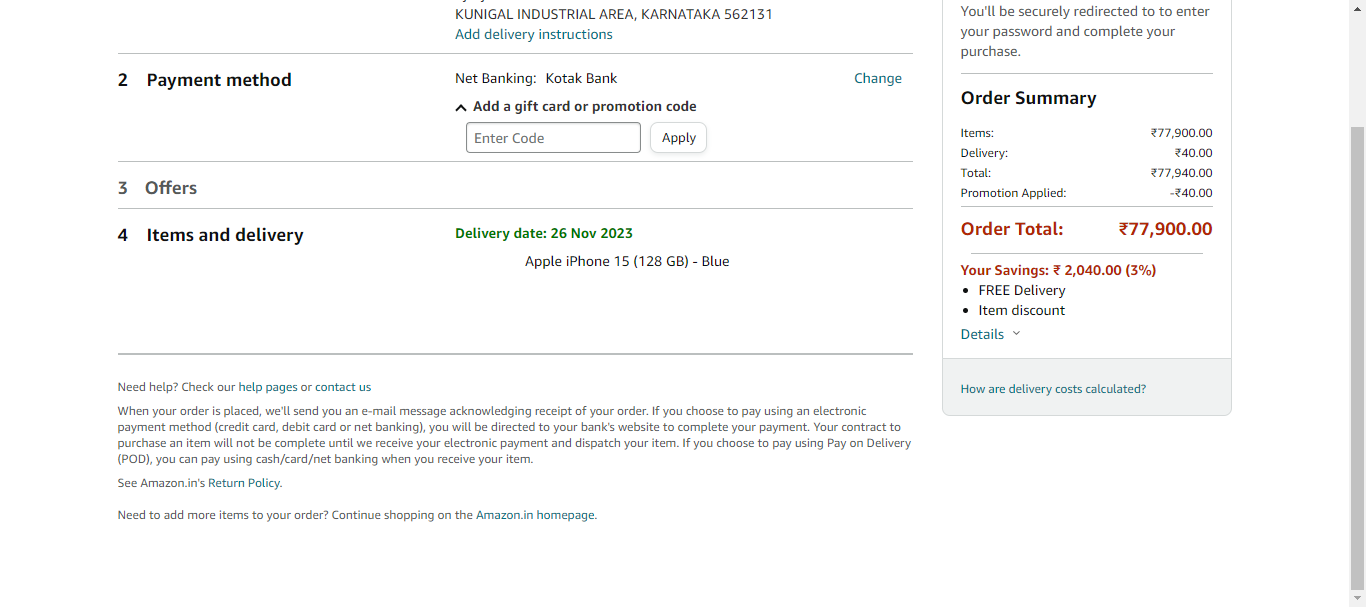 KUNIGAL INDUSTRIAL AREA, KARNATAKA 562131
Add delivery instructions
2 Payment method
Net Banking: Kotak Bank
Change
Add a gift card or promotion code
Enter Code
Apply
3 Offers
4 Items and delivery
Delivery date: 26 Nov 2023
Apple iPhone 15 (128 GB) - Blue
Need help? Check our help pages or contact us
When your order is placed, we'll send you an e-mail message acknowledging receipt of your order. If you choose to pay using an electronic
payment method (credit card, debit card or net banking), you will be directed to your bank's website to complete your payment. Your contract to
purchase an item will not be complete until we receive your electronic payment and dispatch your item. If you choose to pay using Pay on Delivery
(POD), you can pay using cash/card/net banking when you receive your item.
See Amazon.in's Return Policy.
Need to add more items to your order? Continue shopping on the Amazon.in homepage.
You'll be securely redirected to to enter
your password and complete your
purchase.
Order Summary
Items: ₹77,900.00
Delivery: ₹40.00
Total: ₹77,940.00
Promotion Applied: -₹40.00
Order Total: ₹77,900.00
Your Savings: ₹ 2,040.00 (3%)
• FREE Delivery
• Item discount
Details
How are delivery costs calculated?